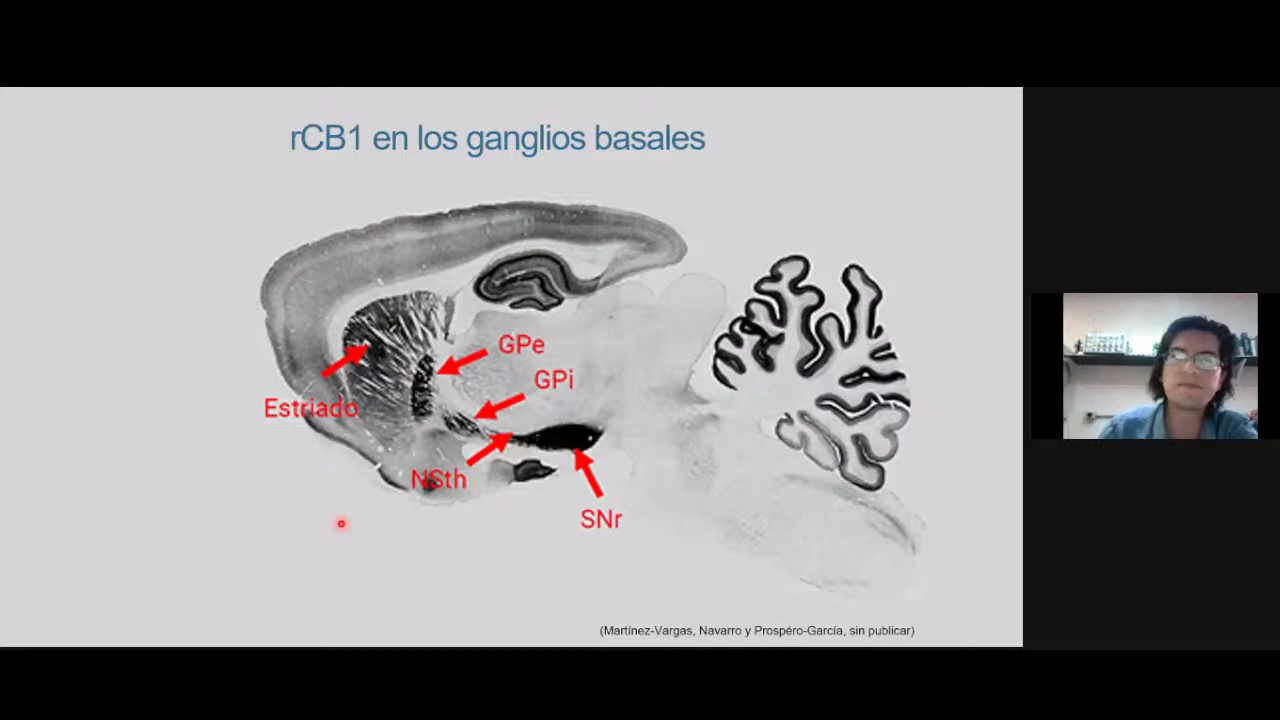 rCB1 en los ganglios basales
GPe
GPi
Estriado
NSth
SNr
(Martínez-Vargas, Navarro y Prospéro-García, sin publicar)